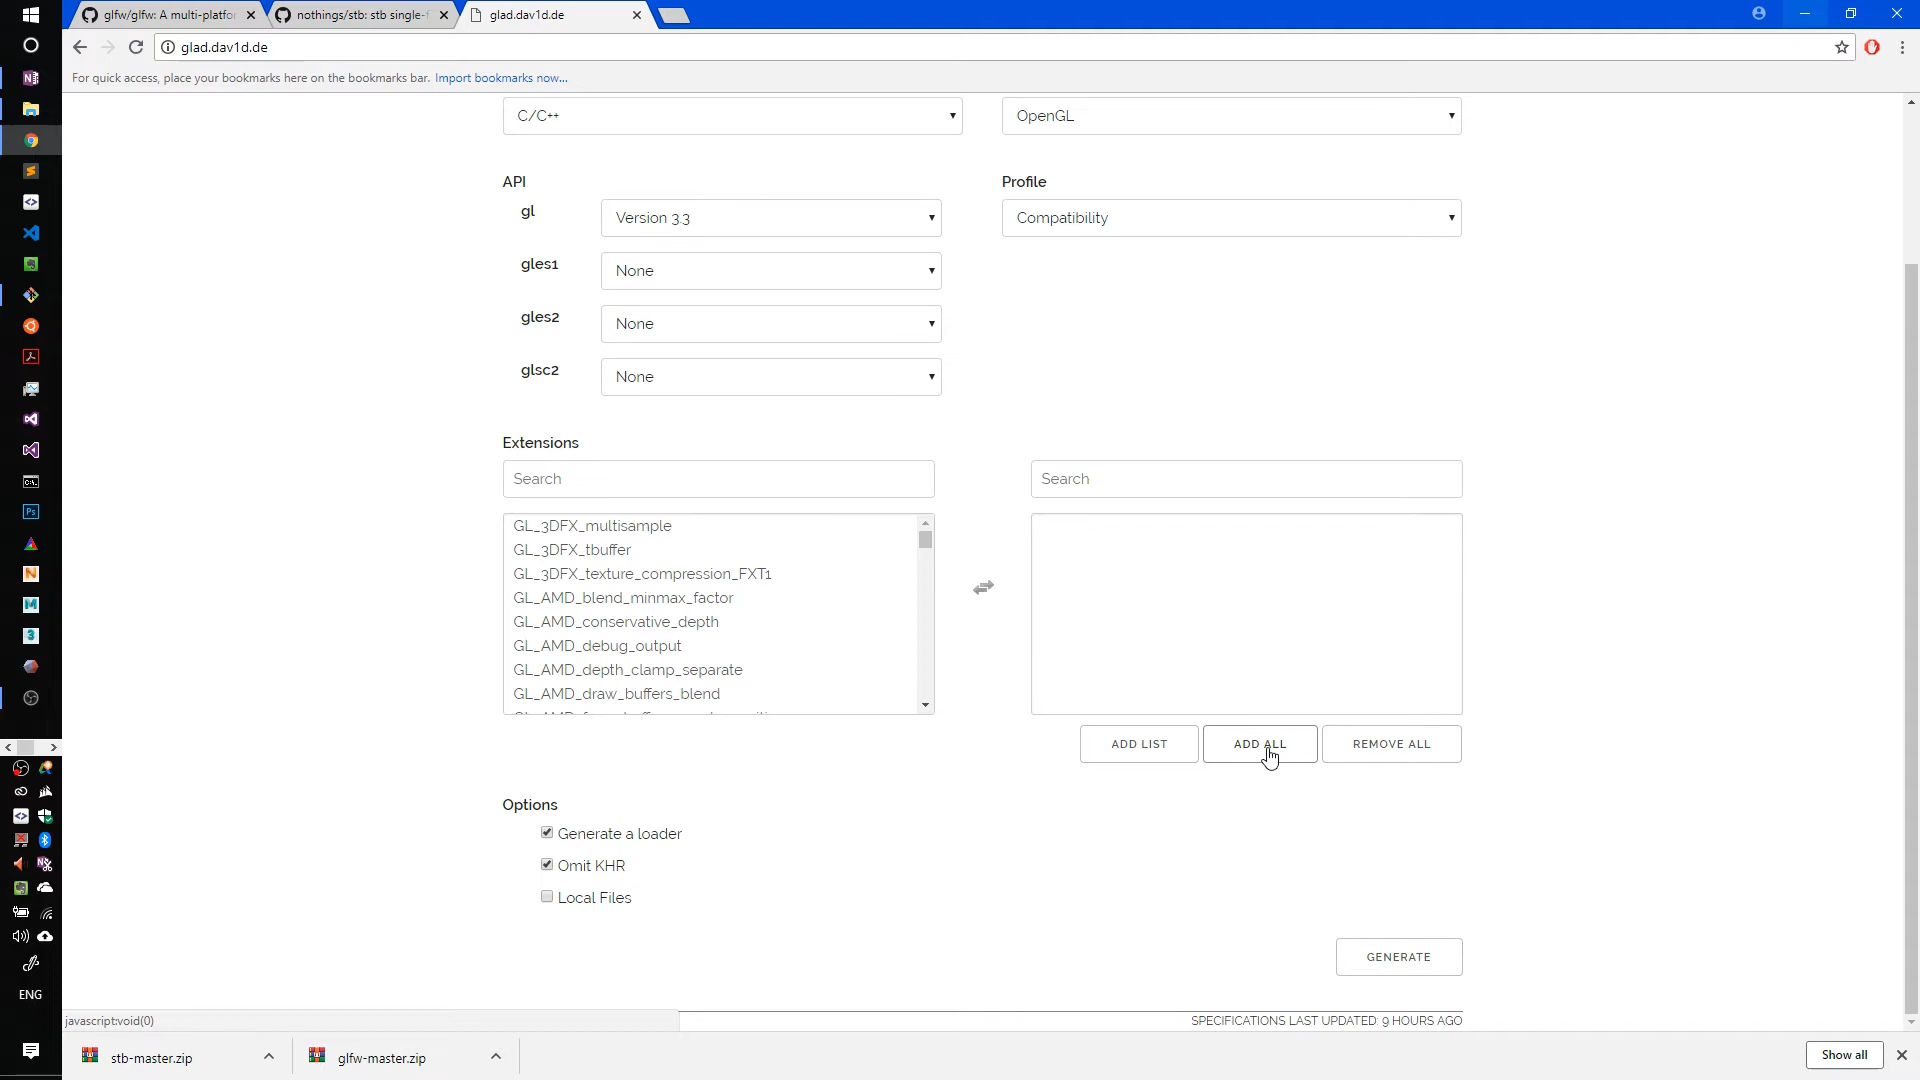 glfw/glfw: A multi-platfor
nothings/stb: stb single-f
glad.dav1d.de
glad.dav1d.de
For quick access, place your bookmarks here on the bookmarks bar. Import bookmarks now...
C/C++
OpenGL
API
Profile
gl
Version 3.3
Compatibility
gles1
None
gles2
None
glsc2
None
Extensions
Search
Search
GL_3DFX_multisample
GL_3DFX_tbuffer
GL_3DFX_texture_compression_FXT1
GL_AMD_blend_minmax_factor
GL_AMD_conservative_depth
GL_AMD_debug_output
GL_AMD_depth_clamp_separate
GL_AMD_draw_buffers_blend
ADD LIST
ADD ALL
REMOVE ALL
Options
Generate a loader
Omit KHR
Local Files
GENERATE
ENG
javascript:void(0)
SPECIFICATIONS LAST UPDATED: 9 HOURS AGO
stb-master.zip
glfw-master.zip
Show all